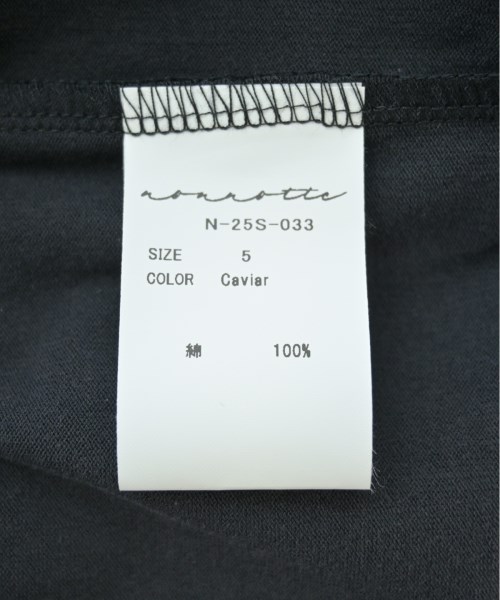 nonnotte
N-25S-033
SIZE 5
COLOR Caviar
綿 100%